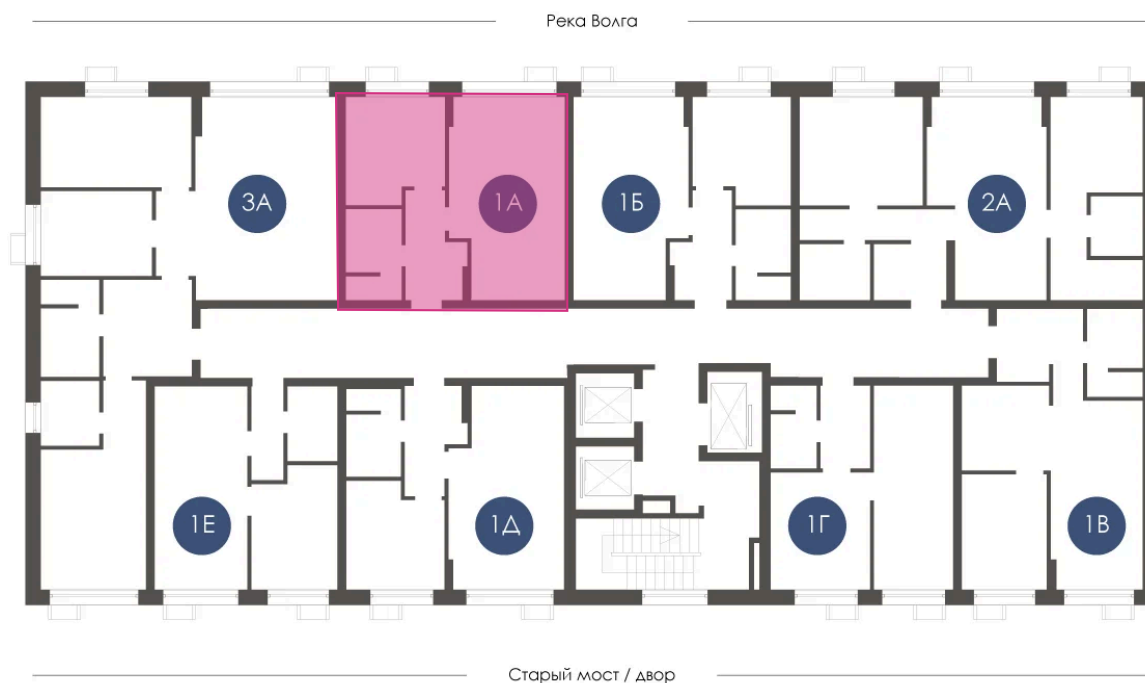 Река Волга
3А
1А
1Б
2А
1Е
1Д
1Г
1В
Старый мост / двор